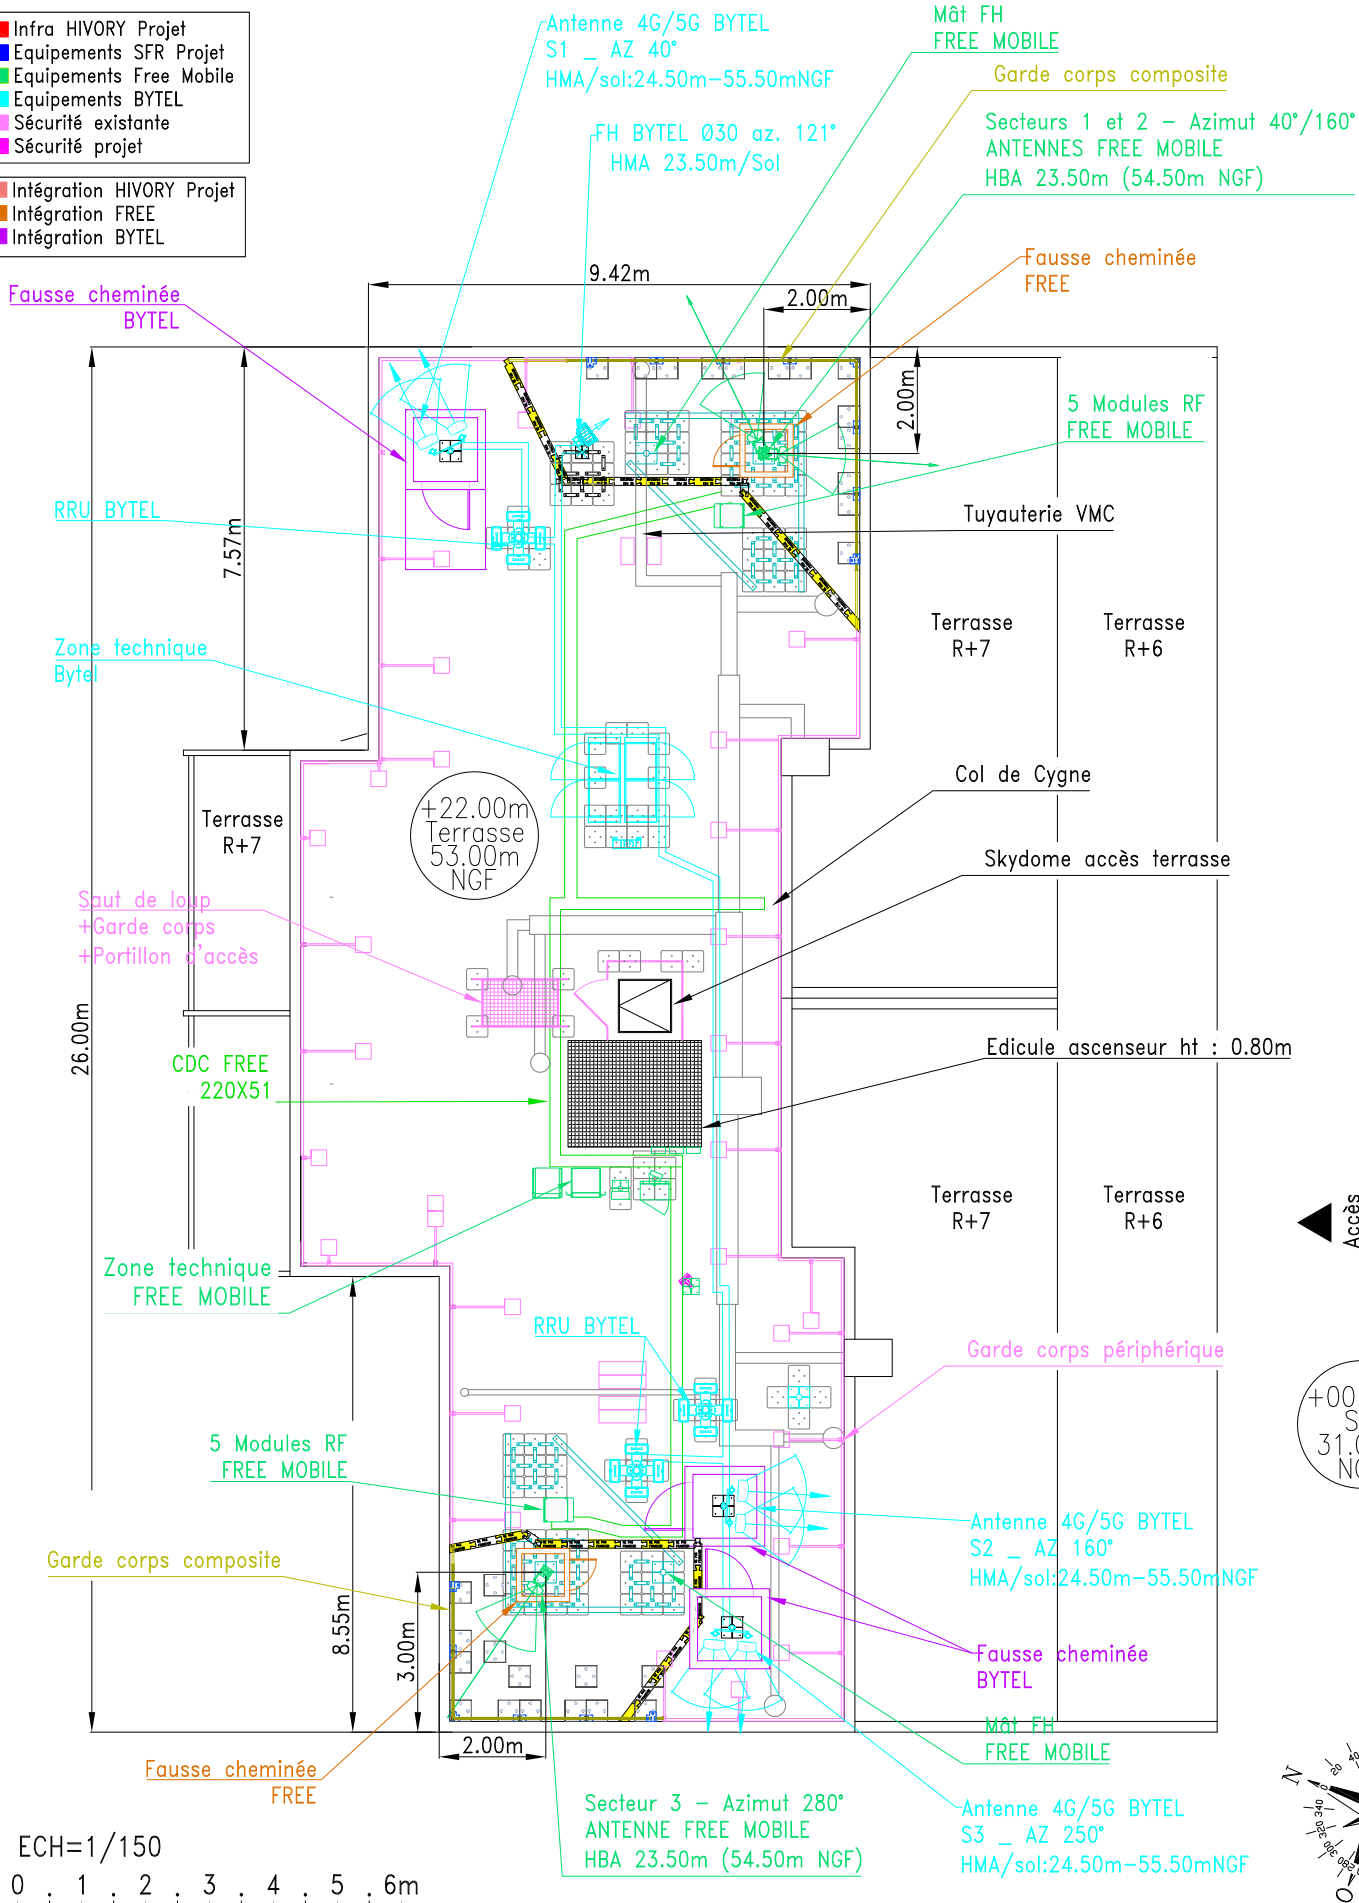 Infra HIVORY Projet
Equipements SFR Projet
Equipements Free Mobile
Equipements BYTEL
Sécurité existante
Sécurité projet
Intégration HIVORY Projet
Intégration FREE
Intégration BYTEL
Antenne 4G/5G BYTEL
S1 _ AZ 40°
HMA/sol:24.50m-55.50mNGF
FH BYTEL Ø30 az. 121°
HMA 23.50m/Sol
Mât FH
FREE MOBILE
Garde corps composite
Secteurs 1 et 2 - Azimut 40°/160°
ANTENNES FREE MOBILE
HBA 23.50m (54.50m NGF)
Fausse cheminée
FREE
Fausse cheminée
BYTEL
9.42m
2.00m
2.00m
5 Modules RF
FREE MOBILE
RRU BYTEL
7.57m
Tuyauterie VMC
Zone technique
Bytel
Terrasse
R+7
Terrasse
R+6
Terrasse
R+7
+22.00m
Terrasse
53.00m
NGF
Col de Cygne
Skydome accès terrasse
Saut de loup
+Garde corps
+Portillon d'accès
26.00m
CDC FREE
220X51
Edicule ascenseur ht : 0.80m
Terrasse
R+7
Terrasse
R+6
Accès
Zone technique
FREE MOBILE
RRU BYTEL
Garde corps périphérique
+00.
S
31.0
NG
5 Modules RF
FREE MOBILE
Antenne 4G/5G BYTEL
S2 _ AZ 160°
HMA/sol:24.50m-55.50mNGF
Garde corps composite
8.55m
3.00m
Fausse cheminée
BYTEL
2.00m
Mât FH
FREE MOBILE
Fausse cheminée
FREE
Secteur 3 - Azimut 280°
ANTENNE FREE MOBILE
HBA 23.50m (54.50m NGF)
Antenne 4G/5G BYTEL
S3 _ AZ 250°
HMA/sol:24.50m-55.50mNGF
N
0
20
40
340
320
300
280
O
ECH=1/150
0 . 1 . 2 . 3 . 4 . 5 . 6m